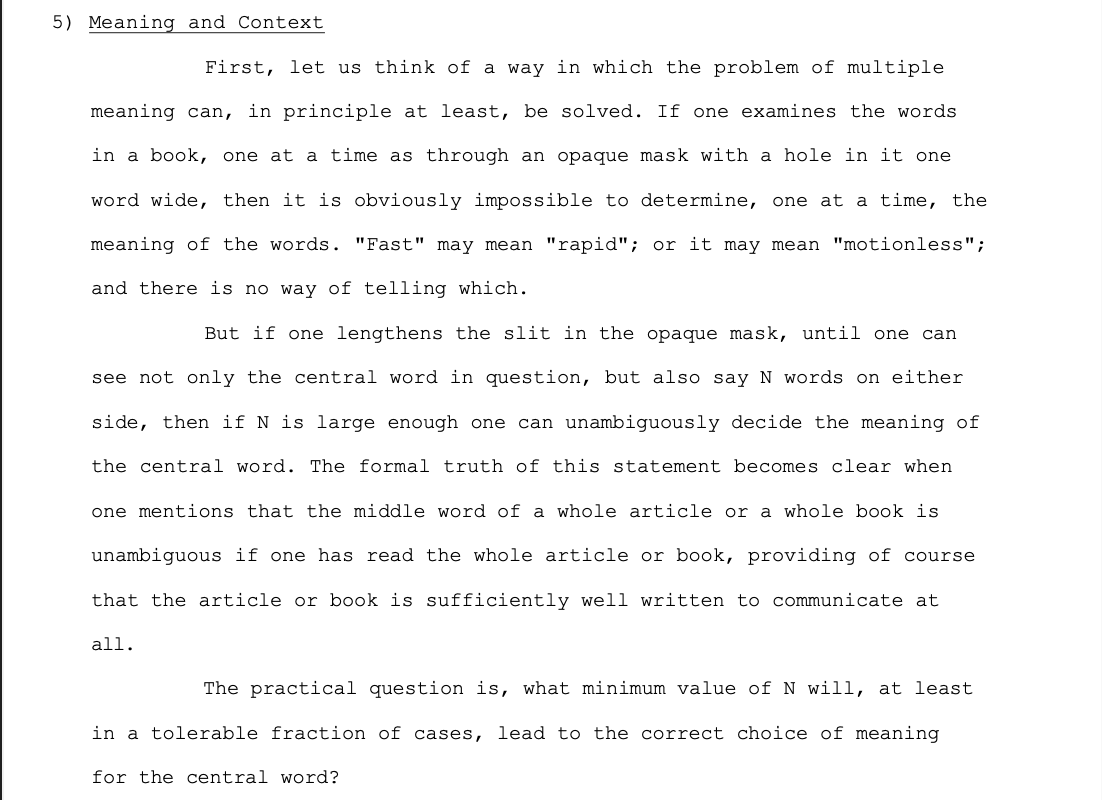 5) Meaning and Context
First, let us think of a way in which the problem of multiple
meaning can, in principle at least, be solved. If one examines the words
in a book, one at a time as through an opaque mask with a hole in it one
word wide, then it is obviously impossible to determine, one at a time, the
meaning of the words. "Fast" may mean "rapid"; or it may mean "motionless";
and there is no way of telling which.
But if one lengthens the slit in the opaque mask, until one can
see not only the central word in question, but also say N words on either
side, then if N is large enough one can unambiguously decide the meaning of
the central word. The formal truth of this statement becomes clear when
one mentions that the middle word of a whole article or a whole book is
unambiguous if one has read the whole article or book, providing of course
that the article or book is sufficiently well written to communicate at
all.
The practical question is, what minimum value of N will, at least
in a tolerable fraction of cases, lead to the correct choice of meaning
for the central word?